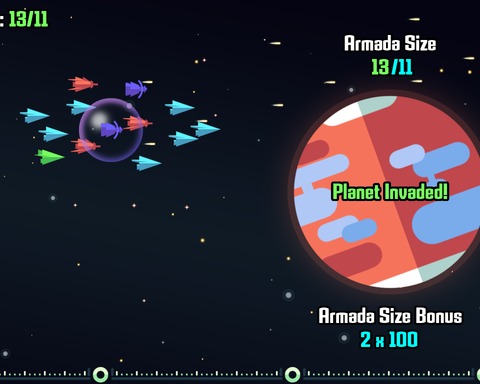 : 13/11
Armada Size
13/11
Planet Invaded!
Armada Size Bonus
2 x 100